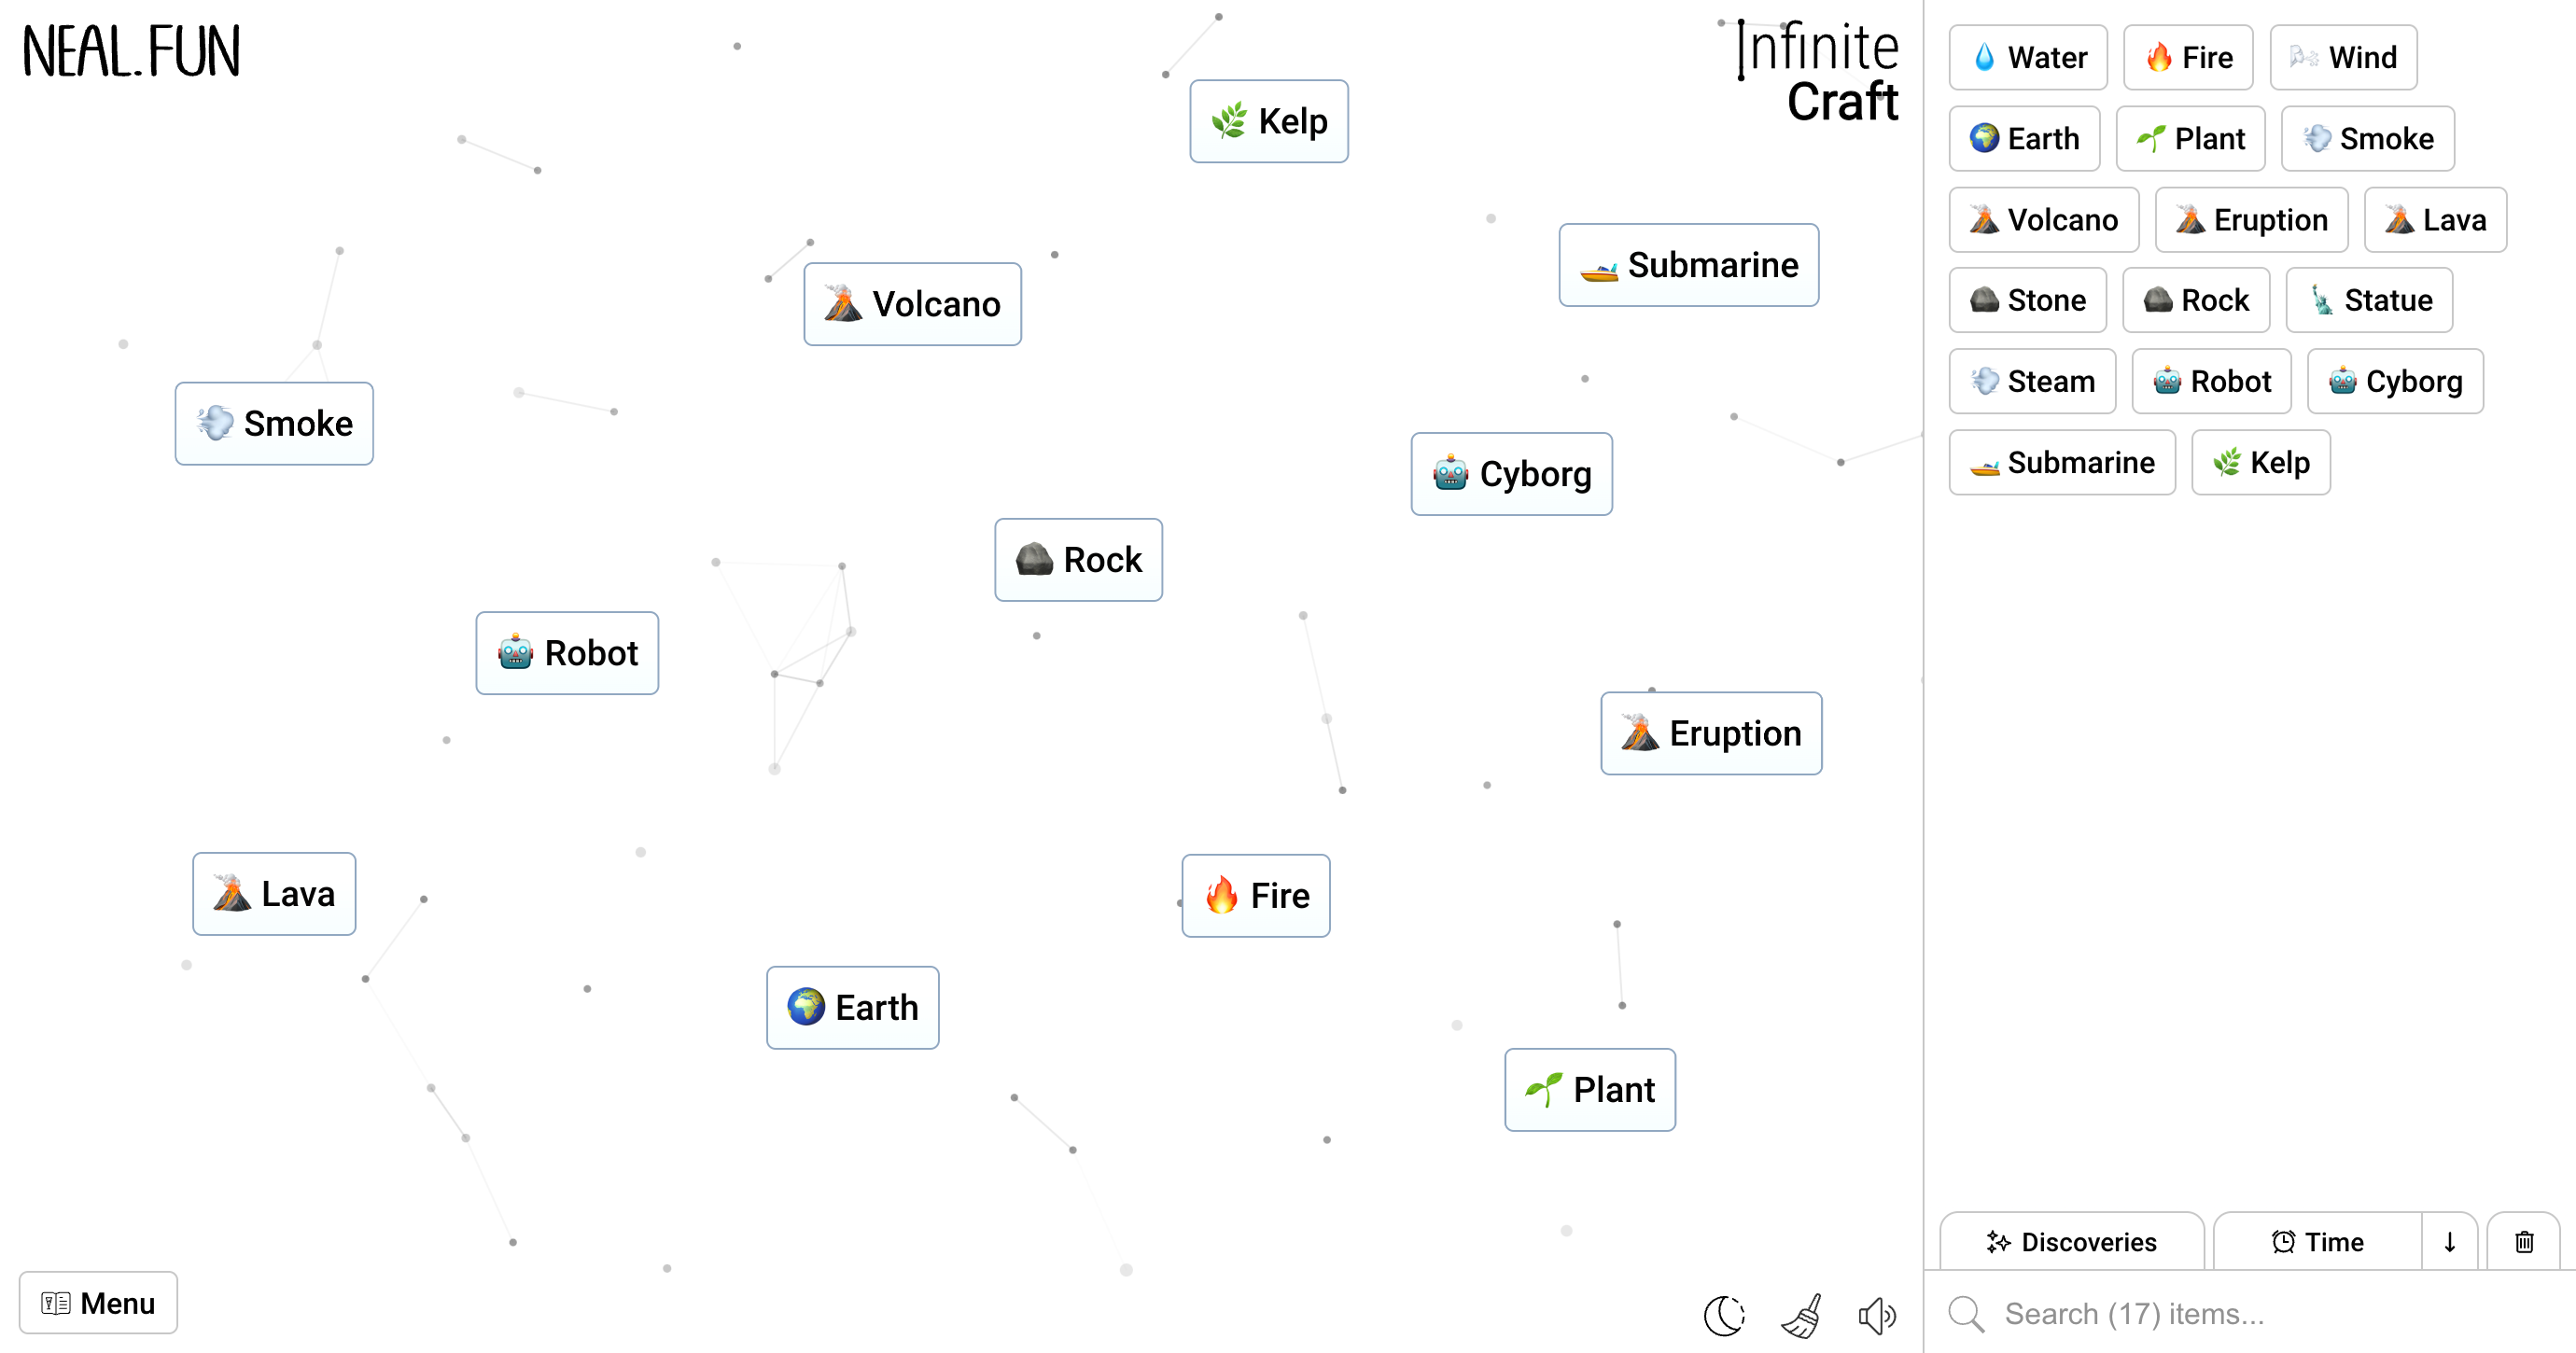 NEAL.FUN
Infinite
Craft
Kelp
Submarine
Volcano
Smoke
Cyborg
Rock
Robot
Eruption
Lava
Fire
Earth
Plant
Menu
Water Fire Wind
Earth Plant Smoke
Volcano Eruption Lava
Stone Rock Statue
Steam Robot Cyborg
Submarine Kelp
Discoveries Time
Search (17) items...